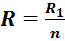 R = R₁/n